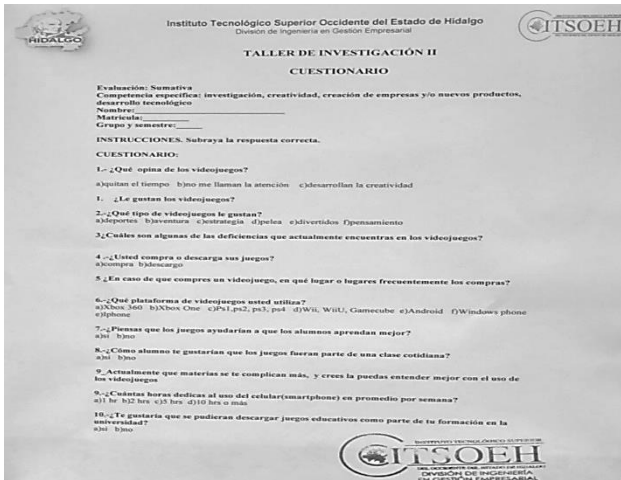 HIDALGO
Instituto Tecnológico Superior Occidente del Estado de Hidalgo
División de Ingeniería en Gestión Empresarial
ITSOEH
TALLER DE INVESTIGACIÓN II
CUESTIONARIO
Evaluación: Sumativa
Competencia específica: investigación, creatividad, creación de empresas y/o nuevos productos,
desarrollo tecnológico
Nombre:
Matricula:
Grupo y semestre:
INSTRUCCIONES. Subraya la respuesta correcta.
CUESTIONARIO:
1.- ¿Qué opina de los videojuegos?
a)quitan el tiempo b)no me llaman la atención c)desarrollan la creatividad
1. ¿Le gustan los videojuegos?
2.-¿Qué tipo de videojuegos le gustan?
a)deportes b)aventura c)estrategia d)pelea e)divertidos f)pensamiento
3¿Cuáles son algunas de las deficiencias que actualmente encuentras en los videojuegos?
4 .-¿Usted compra o descarga sus juegos?
a)compra b)descargo
5 ¿En caso de que compres un videojuego, en qué lugar o lugares frecuentemente los compras?
6.-¿Qué plataforma de videojuegos usted utiliza?
a)Xbox 360 b)Xbox One c)Ps1,ps2, ps3, ps4 d)Wii, WiiU, Gamecube e)Android f)Windows phone
e)Iphone
7.-¿Piensas que los juegos ayudarían a que los alumnos aprendan mejor?
a)si b)no
8.-¿Cómo alumno te gustarían que los juegos fueran parte de una clase cotidiana?
a)si b)no
9_Actualmente que materias se te complican más, y crees la puedas entender mejor con el uso de
los videojuegos
9.-¿Cuántas horas dedicas al uso del celular(smartphone) en promedio por semana?
a)1 hr b)2 hrs c)5 hrs d)10 hrs o más
10.-¿Te gustaría que se pudieran descargar juegos educativos como parte de tu formación en la
universidad?
a)si b)no
INSTITUTO TECNOLÓGICO SUPERIOR
ITSOEH
DEL OCCIDENTE DEL ESTADO DE HIDALGO
DIVISIÓN DE INGENIERÍA
EN GESTIÓN EMPRESARIAL